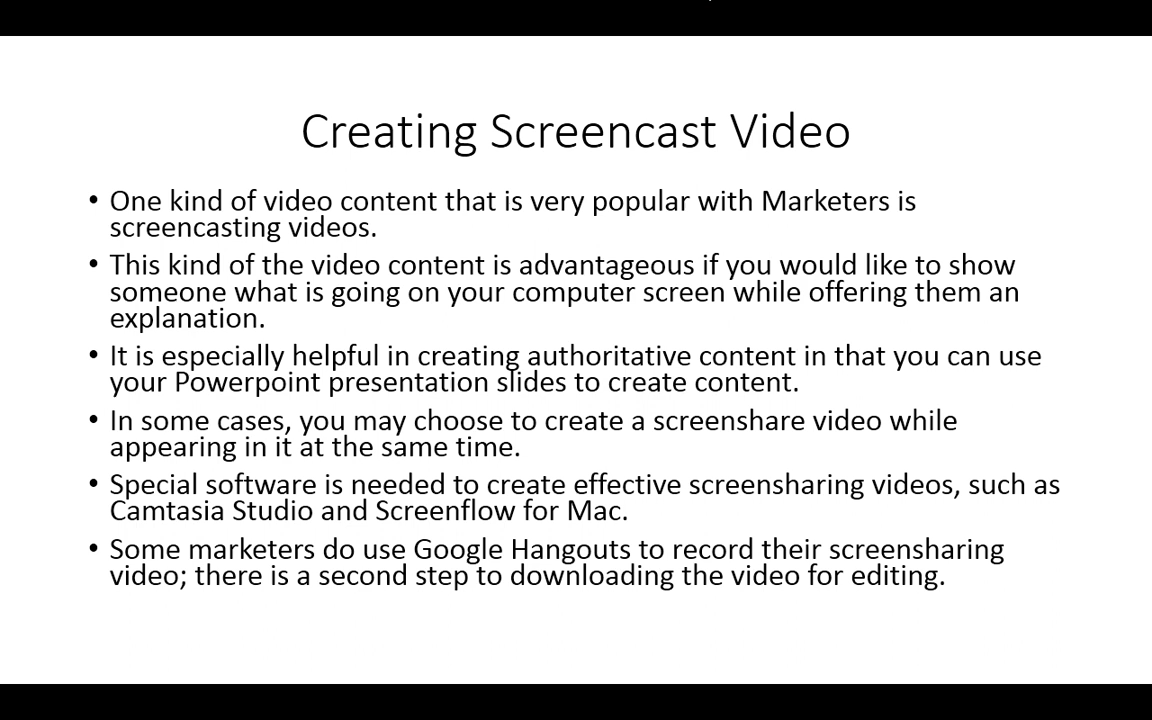 Creating Screencast Video
• One kind of video content that is very popular with Marketers is
screencasting videos.
• This kind of the video content is advantageous if you would like to show
someone what is going on your computer screen while offering them an
explanation.
• It is especially helpful in creating authoritative content in that you can use
your Powerpoint presentation slides to create content.
• In some cases, you may choose to create a screenshare video while
appearing in it at the same time.
• Special software is needed to create effective screensharing videos, such as
Camtasia Studio and Screenflow for Mac.
• Some marketers do use Google Hangouts to record their screensharing
video; there is a second step to downloading the video for editing.